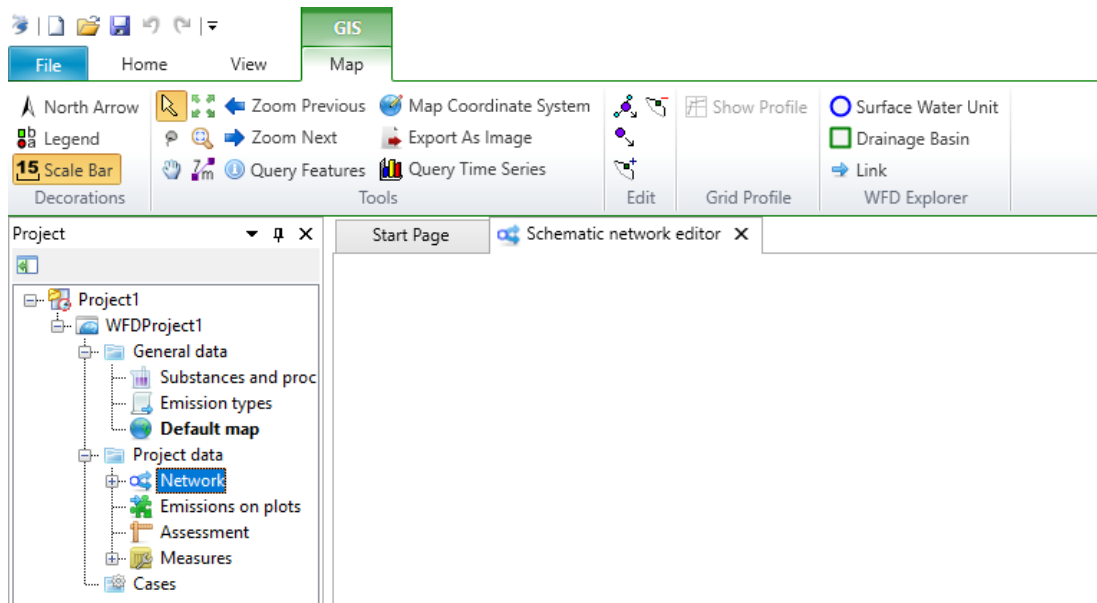 GIS
File Home View Map
North Arrow Zoom Previous Map Coordinate System Show Profile Surface Water Unit
Legend Zoom Next Export As Image Drainage Basin
15 Scale Bar Query Features Query Time Series Link
Decorations Tools Edit Grid Profile WFD Explorer
Project Start Page Schematic network editor
Project1
WFDProject1
General data
Substances and proc
Emission types
Default map
Project data
Network
Emissions on plots
Assessment
Measures
Cases